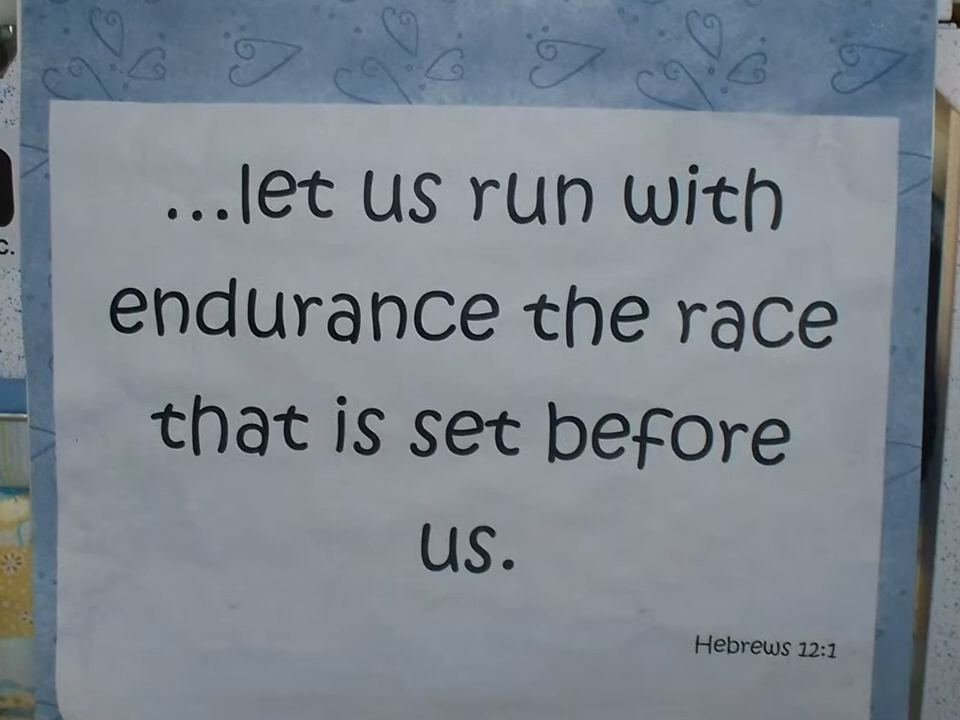 ...let us run with
endurance the race
that is set before
us.
Hebrews 12:1
c.